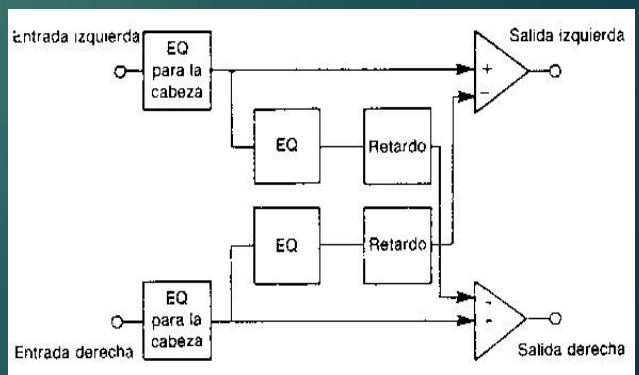 Entrada izquierda
EQ
para la
cabeza
Salida izquierda
+
−
EQ
Retardo
EQ
Retardo
EQ
para la
cabeza
Entrada derecha
Salida derecha